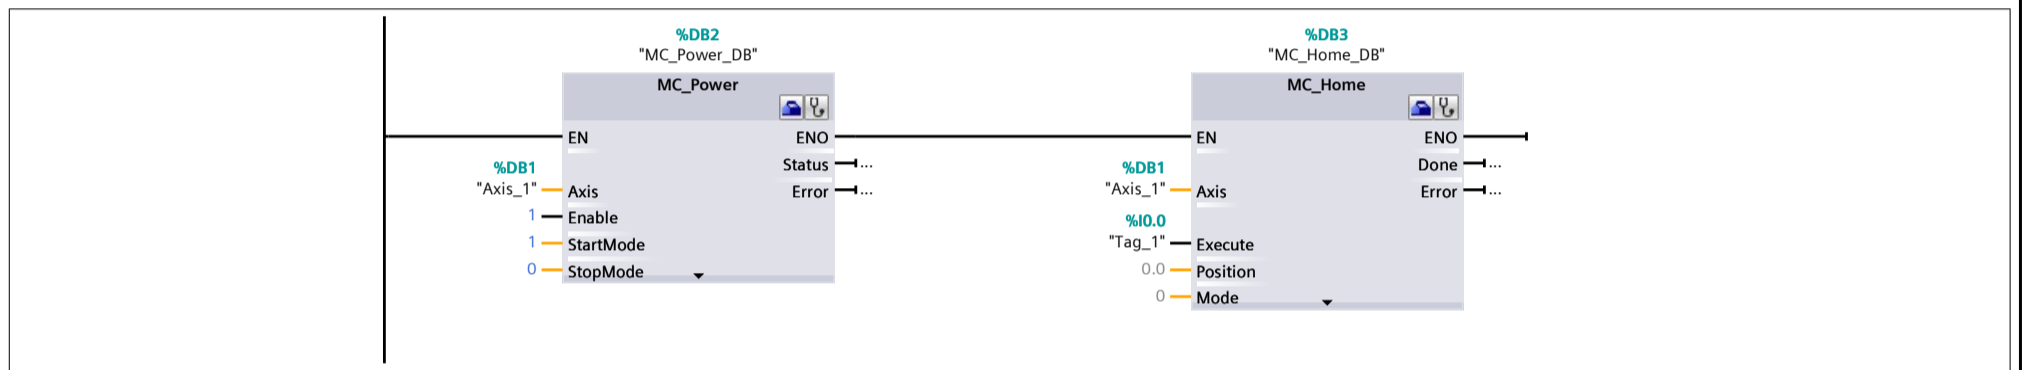 %DB2
"MC_Power_DB"
MC_Power
EN ENO
Status ...
%DB1
"Axis_1" Axis Error ...
1 Enable
1 StartMode
0 StopMode
%DB3
"MC_Home_DB"
MC_Home
EN ENO
Done ...
%DB1
"Axis_1" Axis Error ...
%I0.0
"Tag_1" Execute
0.0 Position
0 Mode